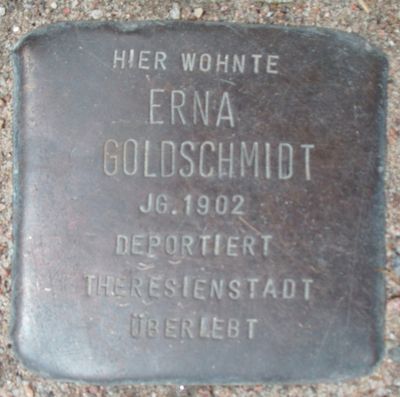 HIER WOHNTE
ERNA
GOLDSCHMIDT
JG. 1902
DEPORTIERT
THERESIENSTADT
ÜBERLEBT